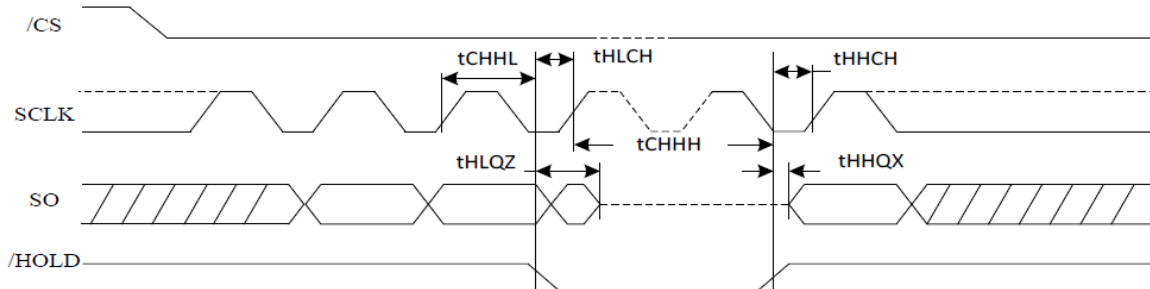 /CS
tCHHL
tHLCH
tHHCH
SCLK
tCHHH
tHLQZ
tHHQX
SO
/HOLD